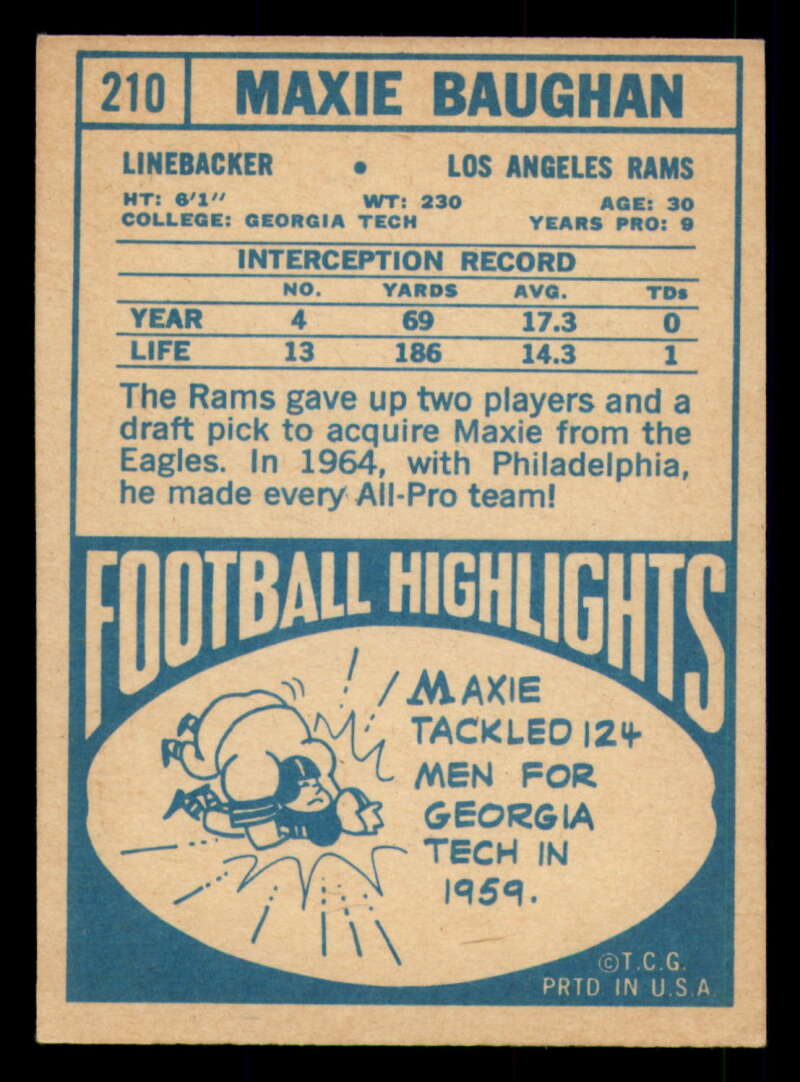 210 MAXIE BAUGHAN
LINEBACKER • LOS ANGELES RAMS
HT: 6'1" WT: 230 AGE: 30
COLLEGE: GEORGIA TECH YEARS PRO: 9
INTERCEPTION RECORD
NO. YARDS AVG. TDs
YEAR 4 69 17.3 0
LIFE 13 186 14.3 1
The Rams gave up two players and a
draft pick to acquire Maxie from the
Eagles. In 1964, with Philadelphia,
he made every All-Pro team!
FOOTBALL HIGHLIGHTS
MAXIE
TACKLED 124
MEN FOR
GEORGIA
TECH IN
1959.
©T.C.G.
PRTD IN U.S.A.